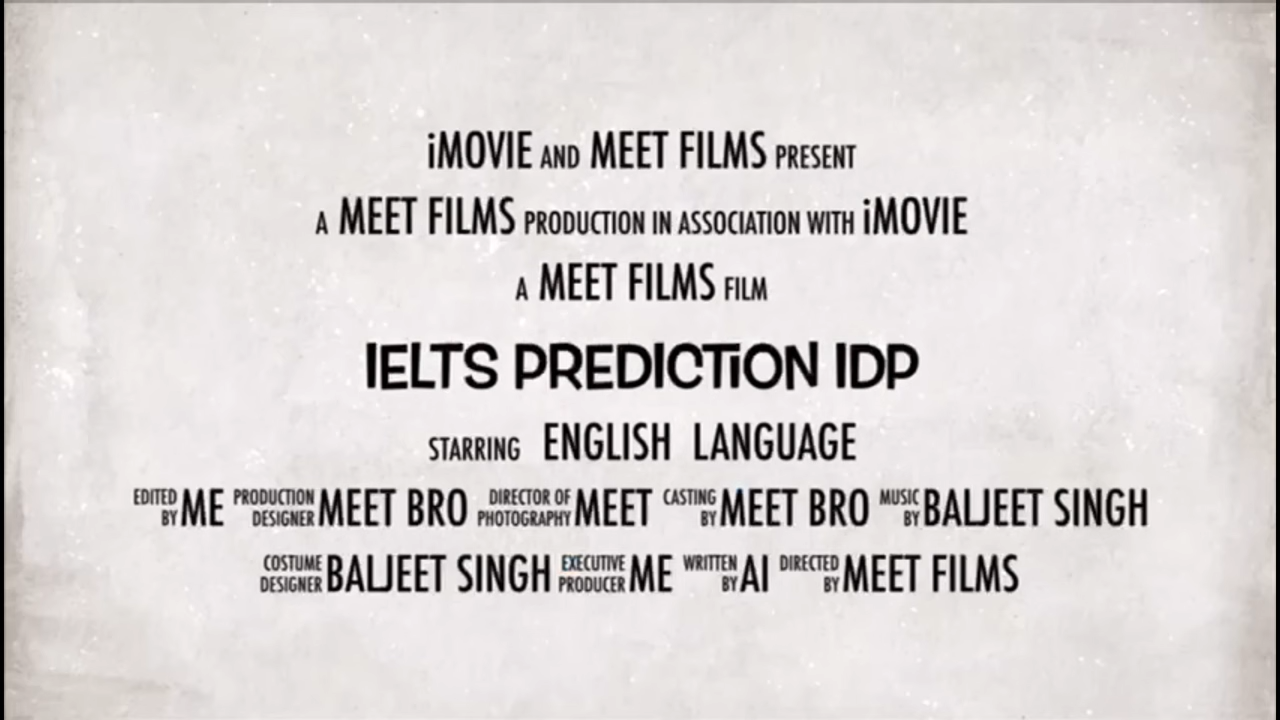 iMOVIE AND MEET FILMS PRESENT
A MEET FILMS PRODUCTION IN ASSOCIATION WITH iMOVIE
A MEET FILMS FILM
IELTS PREDICTiON IDP
STARRING ENGLISH LANGUAGE
EDITED BY ME PRODUCTION DESIGNER MEET BRO DIRECTOR OF PHOTOGRAPHY MEET CASTING BY MEET BRO MUSIC BY BALJEET SINGH
COSTUME DESIGNER BALJEET SINGH EXECUTIVE PRODUCER ME WRITTEN BY AI DIRECTED BY MEET FILMS